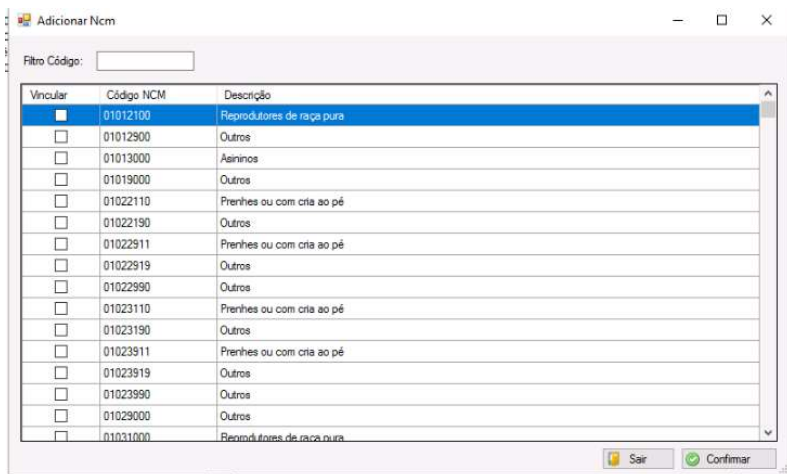 Adicionar Ncm
Filtro Código:
Vincular Código NCM Descrição
01012100 Reprodutores de raça pura
01012900 Outros
01013000 Asininos
01019000 Outros
01022110 Prenhes ou com cria ao pé
01022190 Outros
01022911 Prenhes ou com cria ao pé
01022919 Outros
01022990 Outros
01023110 Prenhes ou com cria ao pé
01023190 Outros
01023911 Prenhes ou com cria ao pé
01023919 Outros
01023990 Outros
01029000 Outros
01031000 Reprodutores de raça pura
Sair Confirmar